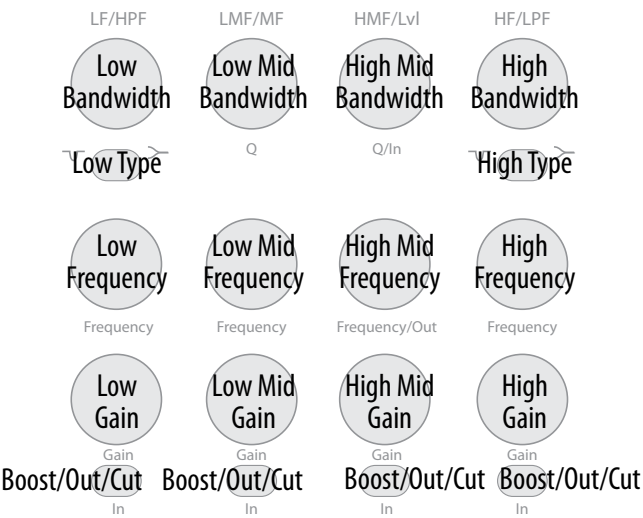 LF/HPF LMF/MF HMF/Lvl HF/LPF
Low Bandwidth
Low Mid Bandwidth
High Mid Bandwidth
High Bandwidth
Low Type
Q
Q/In
High Type
Low Frequency
Low Mid Frequency
High Mid Frequency
High Frequency
Frequency Frequency Frequency/Out Frequency
Low Gain
Low Mid Gain
High Mid Gain
High Gain
Gain Gain Gain Gain
Boost/Out/Cut Boost/Out/Cut Boost/Out/Cut Boost/Out/Cut
In In In In